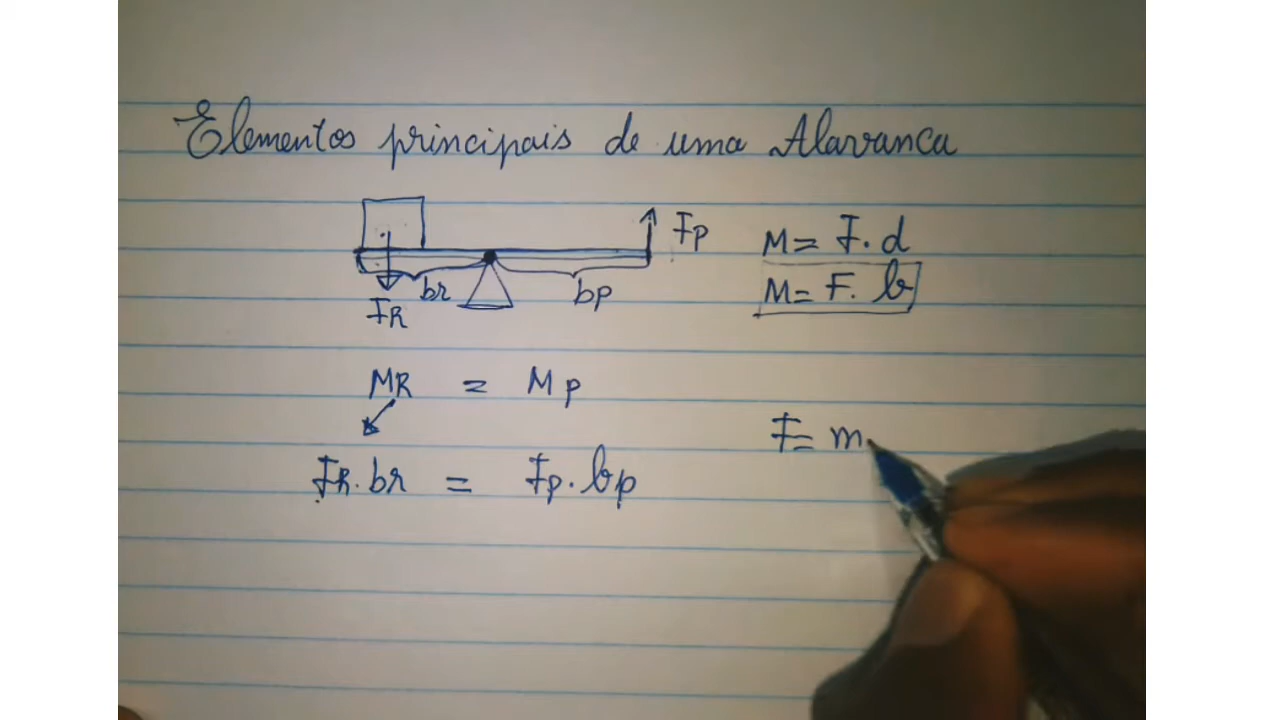 Elementos principais de uma Alavanca
Fp
M = F. d
br
bp
M = F. b
FR
MR = Mp
F= m.
FR. br = Fp. bp